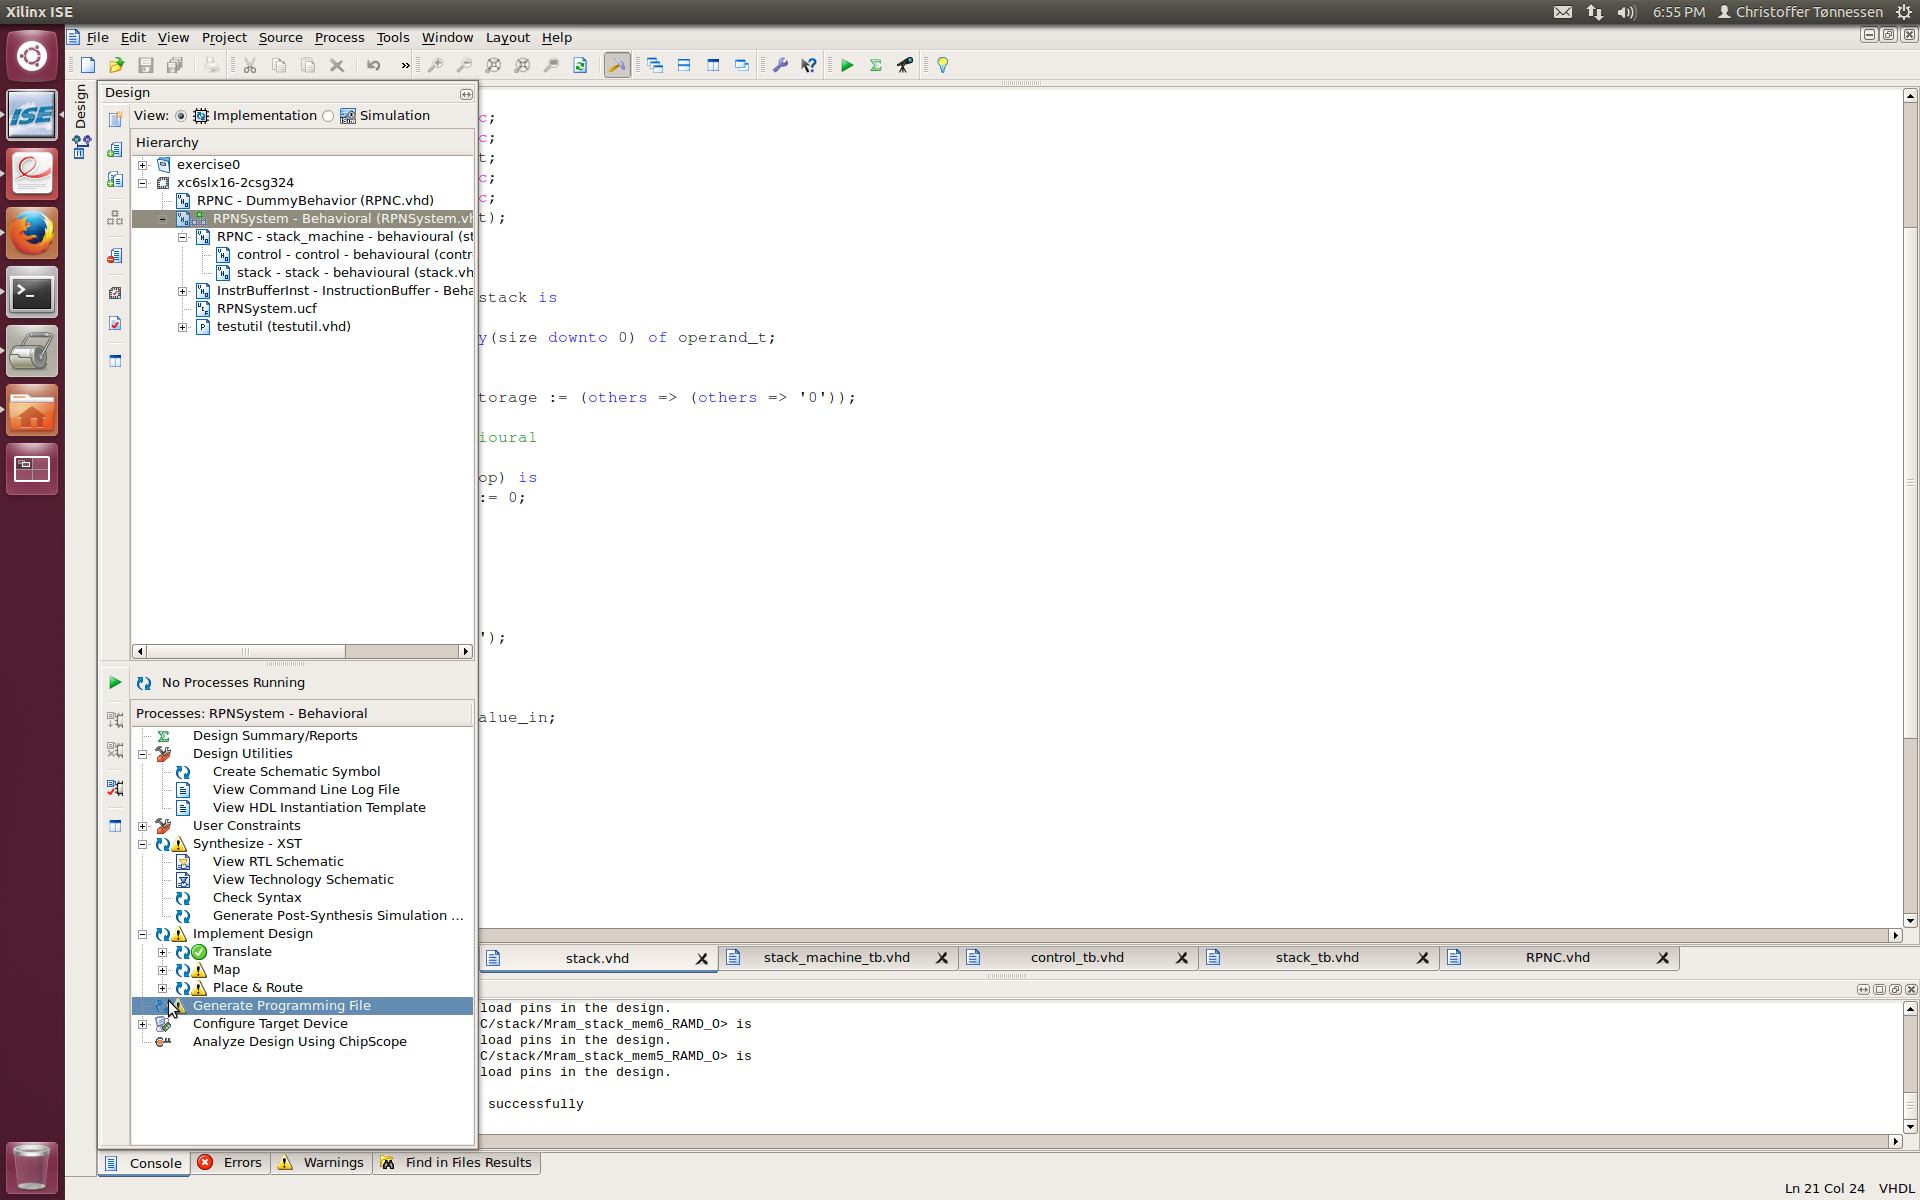 Xilinx ISE
6:55 PM Christoffer Tønnessen
File Edit View Project Source Process Tools Window Layout Help
»
Design
Design
View: Implementation Simulation
Hierarchy
exercise0
xc6slx16-2csg324
RPNC - DummyBehavior (RPNC.vhd)
RPNSystem - Behavioral (RPNSystem.vh
RPNC - stack_machine - behavioural (st
control - control - behavioural (contr
stack - stack - behavioural (stack.vh
InstrBufferInst - InstructionBuffer - Beha
RPNSystem.ucf
testutil (testutil.vhd)
c;
c;
t;
c;
c;
t);
stack is
y(size downto 0) of operand_t;
torage := (others => (others => '0'));
ioural
op) is
:= 0;
');
alue_in;
No Processes Running
Processes: RPNSystem - Behavioral
Design Summary/Reports
Design Utilities
Create Schematic Symbol
View Command Line Log File
View HDL Instantiation Template
User Constraints
Synthesize - XST
View RTL Schematic
View Technology Schematic
Check Syntax
Generate Post-Synthesis Simulation ...
Implement Design
Translate
Map
Place & Route
Generate Programming File
Configure Target Device
Analyze Design Using ChipScope
stack.vhd stack_machine_tb.vhd control_tb.vhd stack_tb.vhd RPNC.vhd
load pins in the design.
C/stack/Mram_stack_mem6_RAMD_O> is
load pins in the design.
C/stack/Mram_stack_mem5_RAMD_O> is
load pins in the design.
successfully
Console Errors Warnings Find in Files Results
Ln 21 Col 24 VHDL